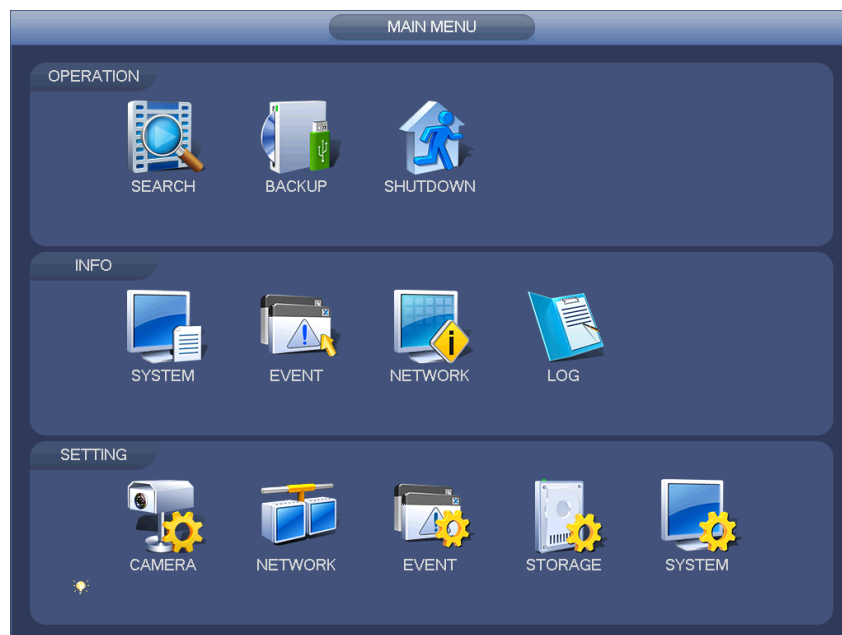 MAIN MENU
OPERATION
SEARCH BACKUP SHUTDOWN
INFO
SYSTEM EVENT NETWORK LOG
SETTING
CAMERA NETWORK EVENT STORAGE SYSTEM